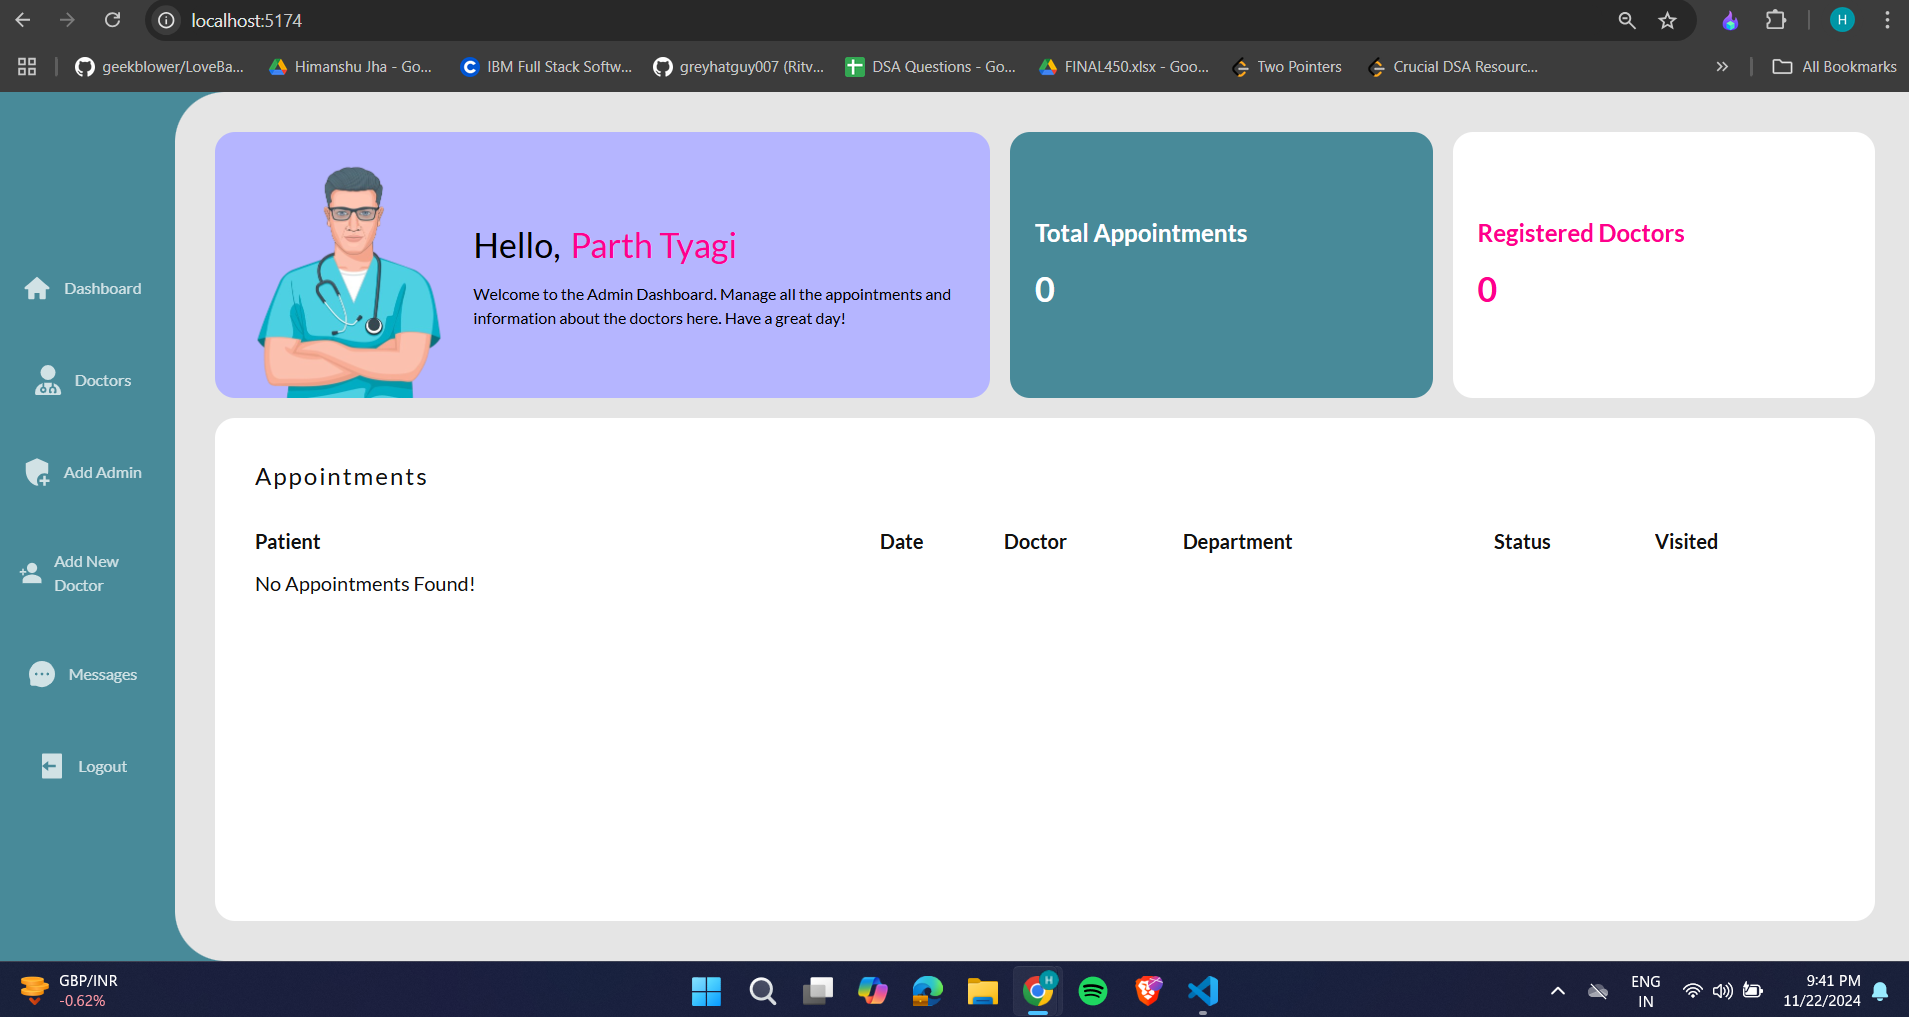 localhost:5174
H
geekblower/LoveBa...
Himanshu Jha - Go...
IBM Full Stack Softw...
greyhatguy007 (Ritv...
DSA Questions - Go...
FINAL450.xlsx - Goo...
Two Pointers
Crucial DSA Resourc...
All Bookmarks
Dashboard
Doctors
Add Admin
Add New
Doctor
Messages
Logout
Hello, Parth Tyagi
Welcome to the Admin Dashboard. Manage all the appointments and
information about the doctors here. Have a great day!
Total Appointments
0
Registered Doctors
0
Appointments
Patient Date Doctor Department Status Visited
No Appointments Found!
GBP/INR
-0.62%
H
ENG
IN
9:41 PM
11/22/2024